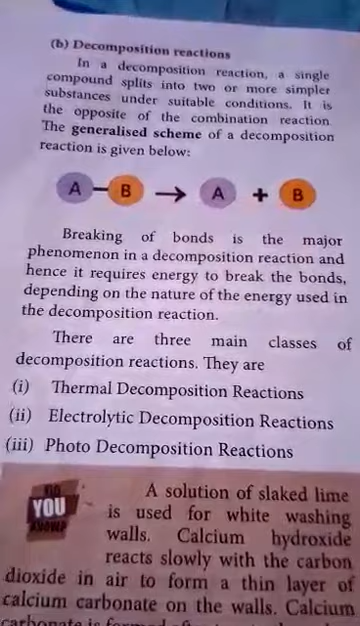 (b) Decomposition reactions
In a decomposition reaction, a single
compound splits into two or more simpler
substances under suitable conditions. It is
the opposite of the combination reaction.
The generalised scheme of a decomposition
reaction is given below:
A – B → A + B
Breaking of bonds is the major
phenomenon in a decomposition reaction and
hence it requires energy to break the bonds,
depending on the nature of the energy used in
the decomposition reaction.
There are three main classes of
decomposition reactions. They are
(i) Thermal Decomposition Reactions
(ii) Electrolytic Decomposition Reactions
(iii) Photo Decomposition Reactions
DO
YOU
KNOW?
A solution of slaked lime
is used for white washing
walls. Calcium hydroxide
reacts slowly with the carbon
dioxide in air to form a thin layer of
calcium carbonate on the walls. Calcium
carbonate is formed